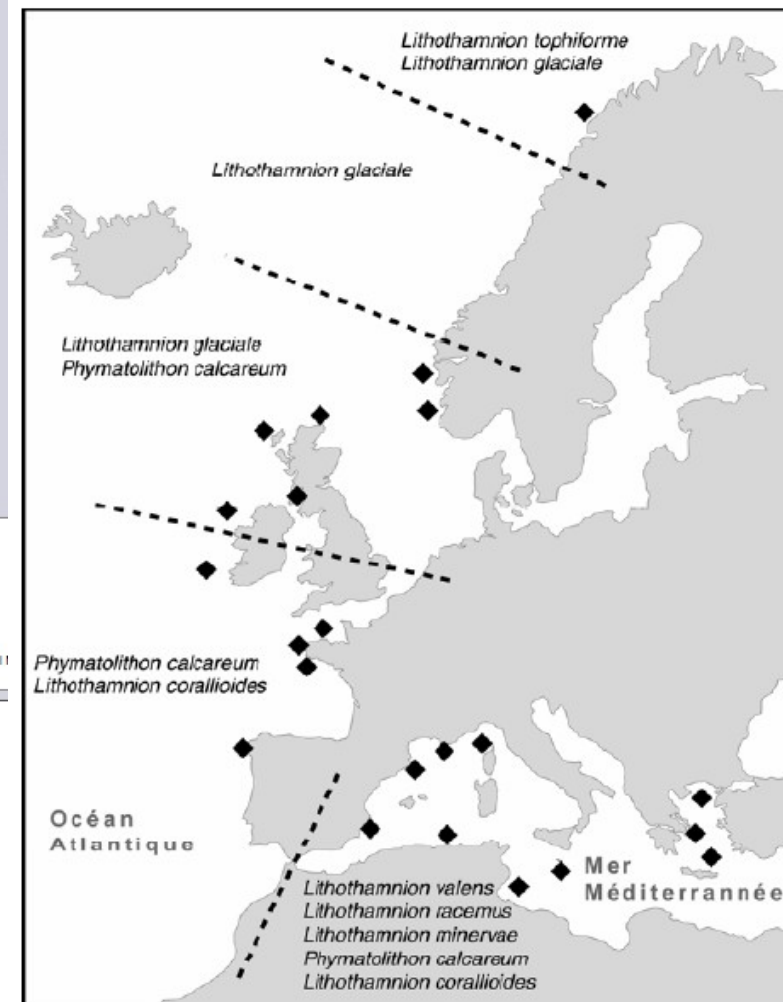 Lithothamnion tophiforme
Lithothamnion glaciale
Lithothamnion glaciale
Lithothamnion glaciale
Phymatolithon calcareum
Phymatolithon calcareum
Lithothamnion corallioides
Océan
Atlantique
Mer
Méditerrannée
Lithothamnion valens
Lithothamnion racemus
Lithothamnion minervae
Phymatolithon calcareum
Lithothamnion corallioides